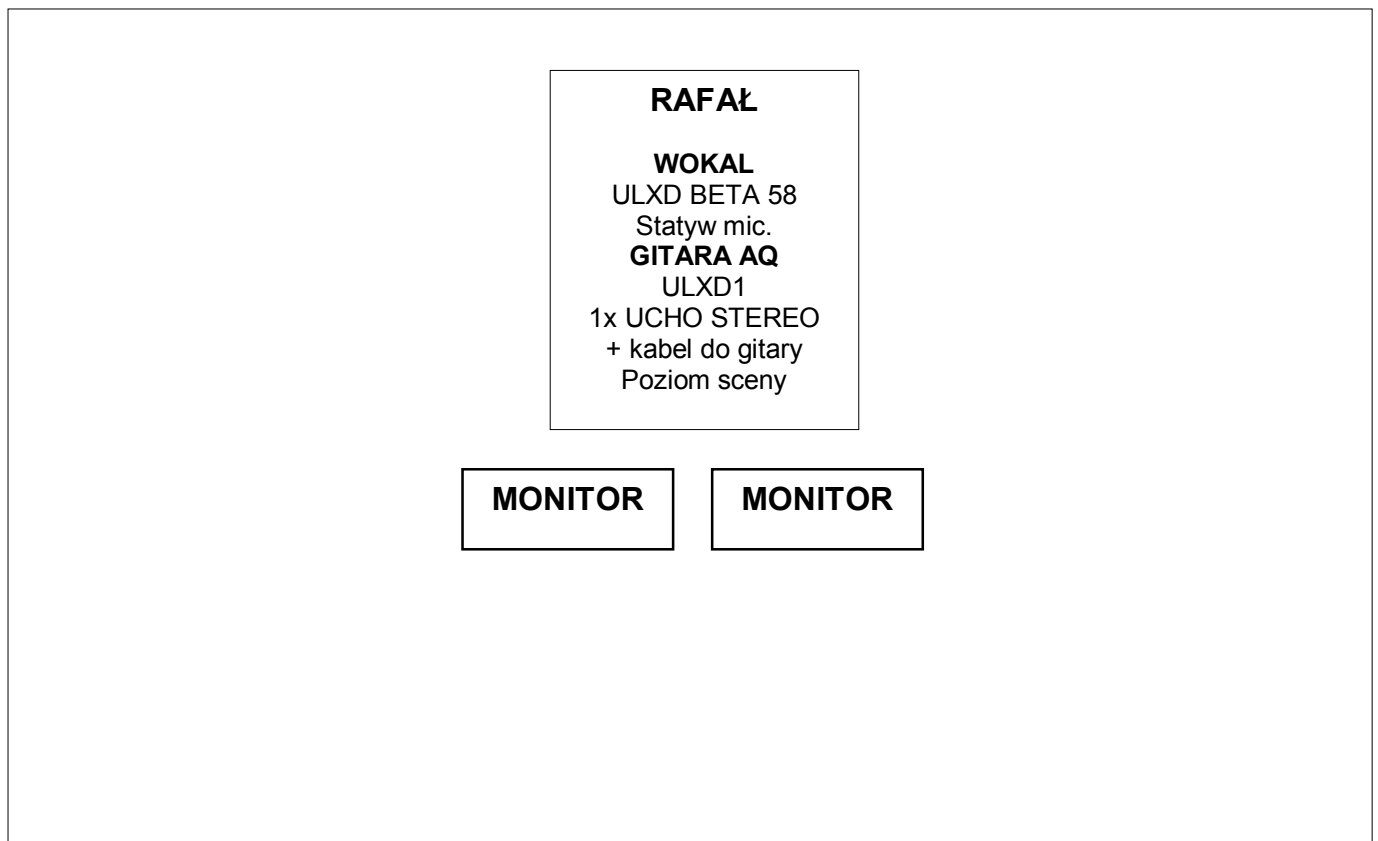 RAFAŁ
WOKAL
ULXD BETA 58
Statyw mic.
GITARA AQ
ULXD1
1x UCHO STEREO
+ kabel do gitary
Poziom sceny
MONITOR
MONITOR